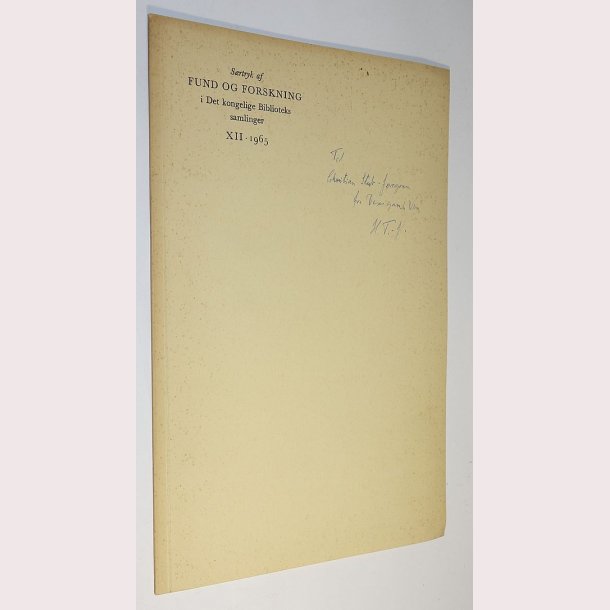 Særtryk af
FUND OG FORSKNING
i Det kongelige Biblioteks
samlinger
XII · 1965
Til
H.T.-J.